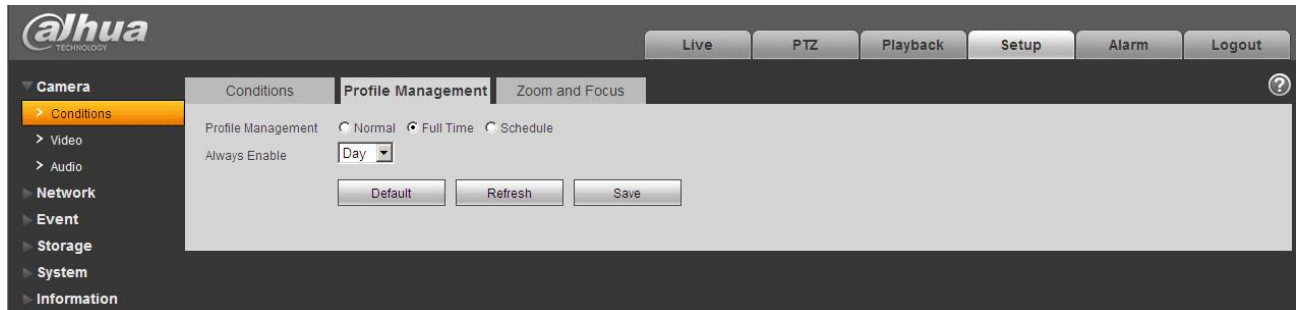 alhua
TECHNOLOGY
Live PTZ Playback Setup Alarm Logout
Camera
Conditions Profile Management Zoom and Focus ?
> Conditions
Profile Management Normal Full Time Schedule
> Video
Always Enable Day
> Audio
Default Refresh Save
Network
Event
Storage
System
Information